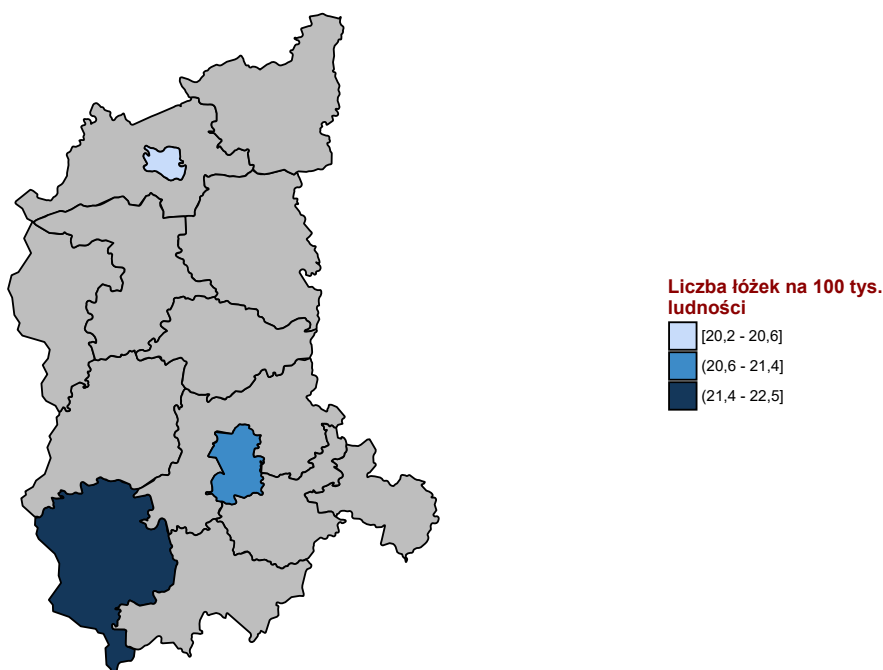 Liczba łóżek na 100 tys.
ludności
[20,2 - 20,6]
(20,6 - 21,4]
(21,4 - 22,5]